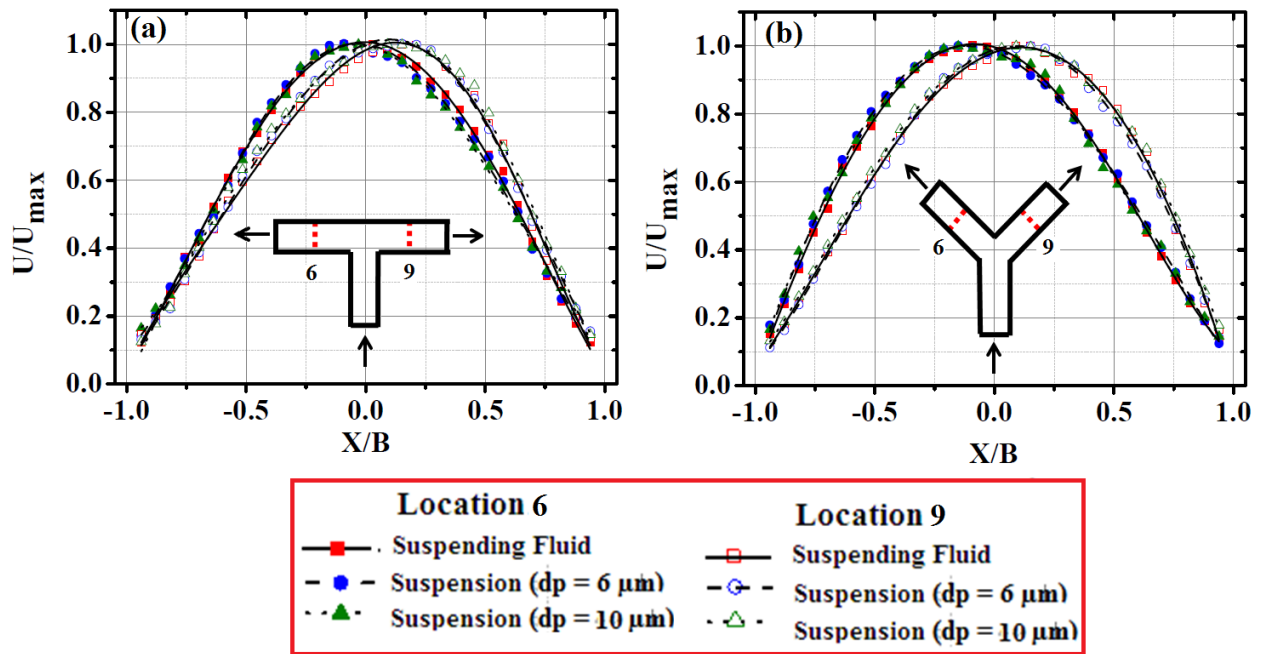 (a)
U/Umax
1.0
0.8
0.6
0.4
0.2
0.0
6
9
-1.0 -0.5 0.0 0.5 1.0
X/B
(b)
U/Umax
1.0
0.8
0.6
0.4
0.2
0.0
6
9
-1.0 -0.5 0.0 0.5 1.0
X/B
Location 6
Suspending Fluid
Suspension (dp = 6 µm)
Suspension (dp = 10 µm)
Location 9
Suspending Fluid
Suspension (dp = 6 µm)
Suspension (dp = 10 µm)